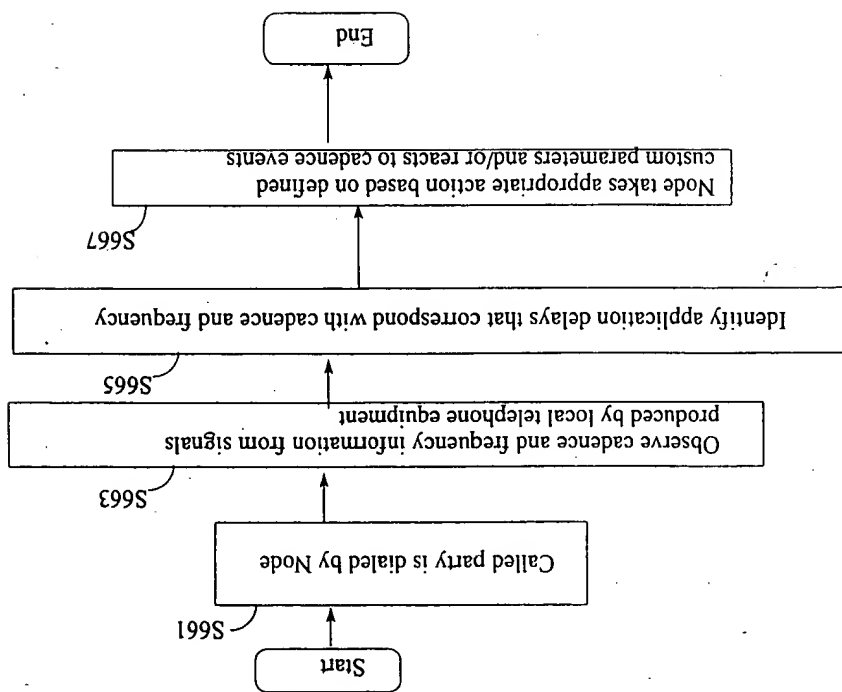 Start
S661
Called party is dialed by Node
S663
Observe cadence and frequency information from signals
produced by local telephone equipment
S665
Identify application delays that correspond with cadence and frequency
S667
Node takes appropriate action based on defined
custom parameters and/or reacts to cadence events
End